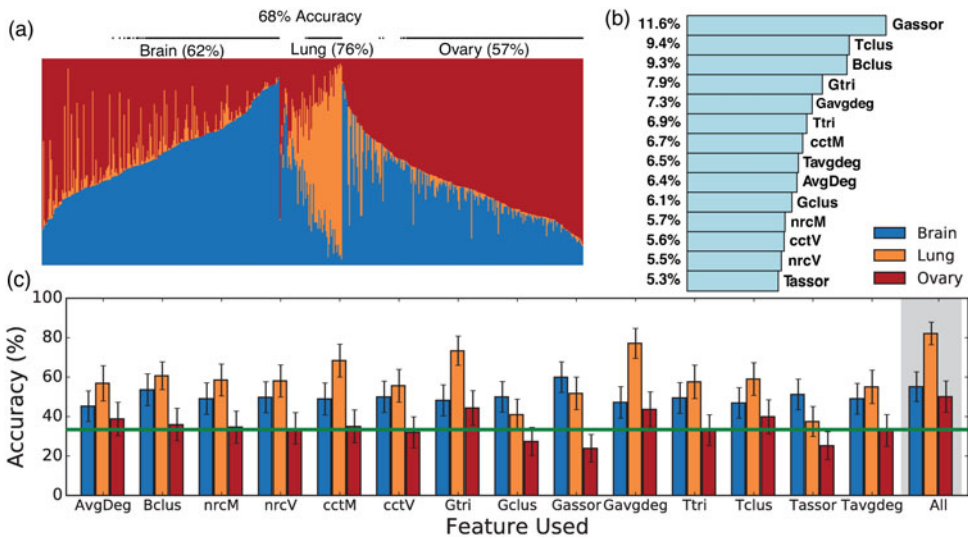 (a)
68% Accuracy
Brain (62%) Lung (76%) Ovary (57%)
(b)
11.6% Gassor
9.4% Tclus
9.3% Bclus
7.9% Gtri
7.3% Gavgdeg
6.9% Ttri
6.7% cctM
6.5% Tavgdeg
6.4% AvgDeg
6.1% Gclus
5.7% nrcM
5.6% cctV
5.5% nrcV
5.3% Tassor
Brain
Lung
Ovary
(c)
100
80
60
40
20
0
Accuracy (%)
AvgDeg Bclus nrcM nrcV cctM cctV Gtri Gclus Gassor Gavgdeg Ttri Tclus Tassor Tavgdeg All
Feature Used